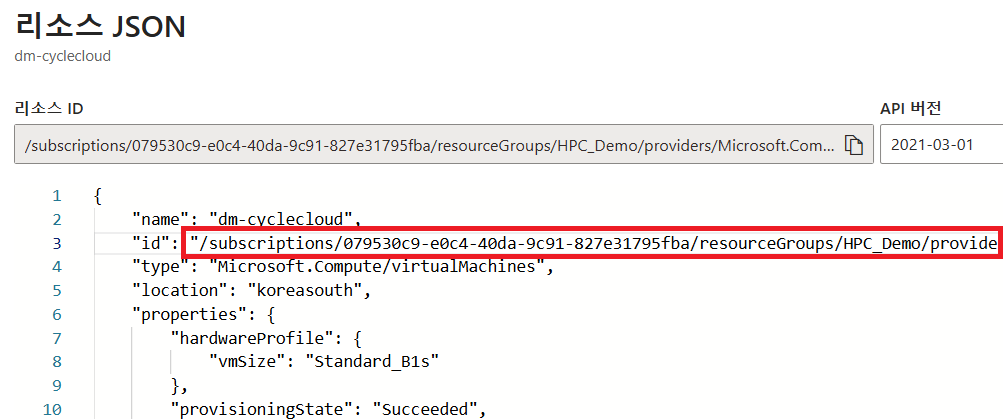 리소스 JSON
dm-cyclecloud
리소스 ID
API 버전
/subscriptions/079530c9-e0c4-40da-9c91-827e31795fba/resourceGroups/HPC_Demo/providers/Microsoft.Com...
2021-03-01
1 {
2 "name": "dm-cyclecloud",
3 "id": "/subscriptions/079530c9-e0c4-40da-9c91-827e31795fba/resourceGroups/HPC_Demo/provide
4 "type": "Microsoft.Compute/virtualMachines",
5 "location": "koreasouth",
6 "properties": {
7 "hardwareProfile": {
8 "vmSize": "Standard_B1s"
9 },
10 "provisioningState": "Succeeded",